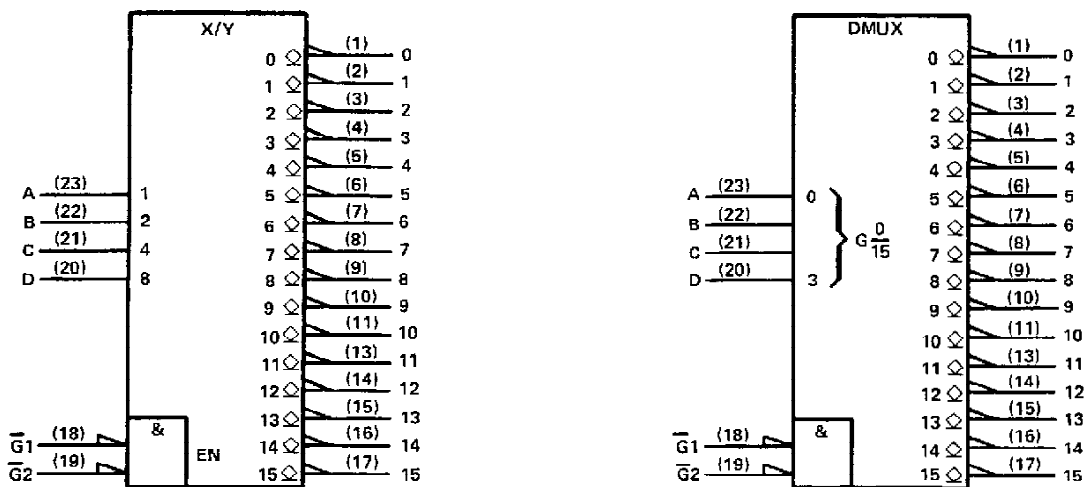 X/Y
0 (1) 0
1 (2) 1
2 (3) 2
3 (4) 3
4 (5) 4
A (23) 1 5 (6) 5
B (22) 2 6 (7) 6
C (21) 4 7 (8) 7
D (20) 8 8 (9) 8
9 (10) 9
10 (11) 10
11 (13) 11
12 (14) 12
& 13 (15) 13
G̅1 (18) EN 14 (16) 14
G̅2 (19) 15 (17) 15
DMUX
0 (1) 0
1 (2) 1
2 (3) 2
3 (4) 3
4 (5) 4
A (23) 0 5 (6) 5
B (22) 6 (7) 6
G 0/15
C (21) 7 (8) 7
D (20) 3 8 (9) 8
9 (10) 9
10 (11) 10
11 (13) 11
12 (14) 12
& 13 (15) 13
G̅1 (18) 14 (16) 14
G̅2 (19) 15 (17) 15